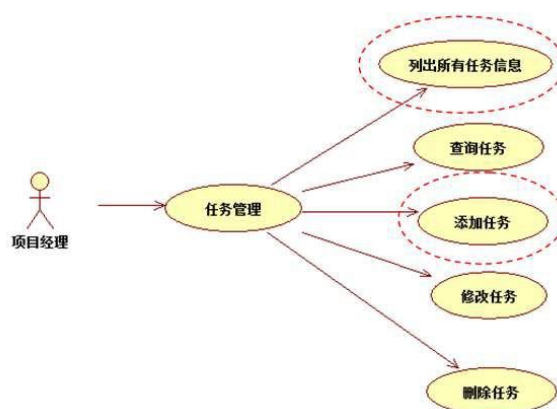 列出所有任务信息
查询任务
任务管理
添加任务
项目经理
修改任务
删除任务